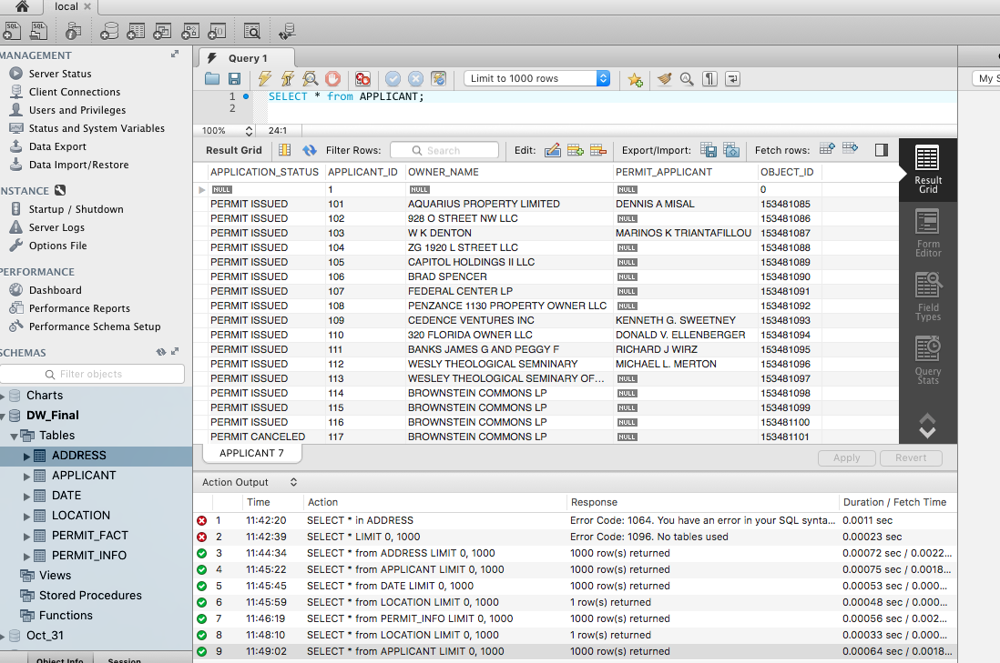 local
Query 1
MANAGEMENT
Server Status
Client Connections
Users and Privileges
Status and System Variables
Data Export
Data Import/Restore
INSTANCE
Startup / Shutdown
Server Logs
Options File
PERFORMANCE
Dashboard
Performance Reports
Performance Schema Setup
SCHEMAS
Filter objects
Charts
DW_Final
Tables
ADDRESS
APPLICANT
DATE
LOCATION
PERMIT_FACT
PERMIT_INFO
Views
Stored Procedures
Functions
Oct_31
Object Info Session
Limit to 1000 rows
My S
1 SELECT * from APPLICANT;
2
100% 24:1
Result Grid Filter Rows: Search Edit: Export/Import: Fetch rows:
APPLICATION_STATUS APPLICANT_ID OWNER_NAME PERMIT_APPLICANT OBJECT_ID
NULL 1 NULL NULL 0
PERMIT ISSUED 101 AQUARIUS PROPERTY LIMITED DENNIS A MISAL 153481085
PERMIT ISSUED 102 928 O STREET NW LLC NULL 153481086
PERMIT ISSUED 103 W K DENTON MARINOS K TRIANTAFILLOU 153481087
PERMIT ISSUED 104 ZG 1920 L STREET LLC NULL 153481088
PERMIT ISSUED 105 CAPITOL HOLDINGS II LLC NULL 153481089
PERMIT ISSUED 106 BRAD SPENCER NULL 153481090
PERMIT ISSUED 107 FEDERAL CENTER LP NULL 153481091
PERMIT ISSUED 108 PENZANCE 1130 PROPERTY OWNER LLC NULL 153481092
PERMIT ISSUED 109 CEDENCE VENTURES INC KENNETH G. SWEETNEY 153481093
PERMIT ISSUED 110 320 FLORIDA OWNER LLC DONALD V. ELLENBERGER 153481094
PERMIT ISSUED 111 BANKS JAMES G AND PEGGY F RICHARD J WIRZ 153481095
PERMIT ISSUED 112 WESLY THEOLOGICAL SEMNINARY MICHAEL L. MERTON 153481096
PERMIT ISSUED 113 WESLEY THEOLOGICAL SEMINARY OF... NULL 153481097
PERMIT ISSUED 114 BROWNSTEIN COMMONS LP NULL 153481098
PERMIT ISSUED 115 BROWNSTEIN COMMONS LP NULL 153481099
PERMIT ISSUED 116 BROWNSTEIN COMMONS LP NULL 153481100
PERMIT CANCELED 117 BROWNSTEIN COMMONS LP NULL 153481101
Result
Grid
Form
Editor
Field
Types
Query
Stats
APPLICANT 7 Apply Revert
Action Output
Time Action Response Duration / Fetch Time
1 11:42:20 SELECT * in ADDRESS Error Code: 1064. You have an error in your SQL synta... 0.0011 sec
2 11:42:39 SELECT * LIMIT 0, 1000 Error Code: 1096. No tables used 0.00023 sec
3 11:44:34 SELECT * from ADDRESS LIMIT 0, 1000 1000 row(s) returned 0.00072 sec / 0.0022...
4 11:45:22 SELECT * from APPLICANT LIMIT 0, 1000 1000 row(s) returned 0.00075 sec / 0.0018...
5 11:45:45 SELECT * from DATE LIMIT 0, 1000 1000 row(s) returned 0.00053 sec / 0.000...
6 11:45:59 SELECT * from LOCATION LIMIT 0, 1000 1 row(s) returned 0.00048 sec / 0.000...
7 11:46:19 SELECT * from PERMIT_INFO LIMIT 0, 1000 1000 row(s) returned 0.00056 sec / 0.002...
8 11:48:10 SELECT * from LOCATION LIMIT 0, 1000 1 row(s) returned 0.00033 sec / 0.000...
9 11:49:02 SELECT * from APPLICANT LIMIT 0, 1000 1000 row(s) returned 0.00064 sec / 0.0018...